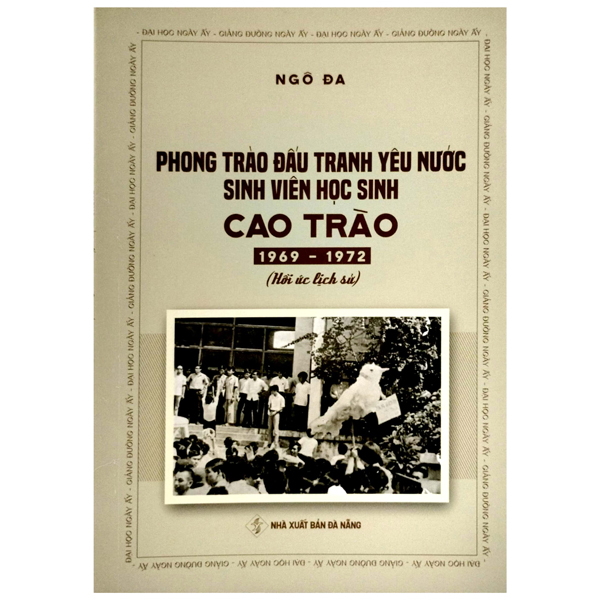 ĐẠI HỌC NGÀY ẤY - GIẢNG ĐƯỜNG NGÀY ẤY - ĐẠI HỌC NGÀY ẤY - GIẢNG ĐƯỜNG NGÀY ẤY
NGÔ ĐA
PHONG TRÀO ĐẤU TRANH YÊU NƯỚC
SINH VIÊN HỌC SINH
CAO TRÀO
1969 - 1972
(Hồi ức lịch sử)
NHÀ XUẤT BẢN ĐÀ NẴNG